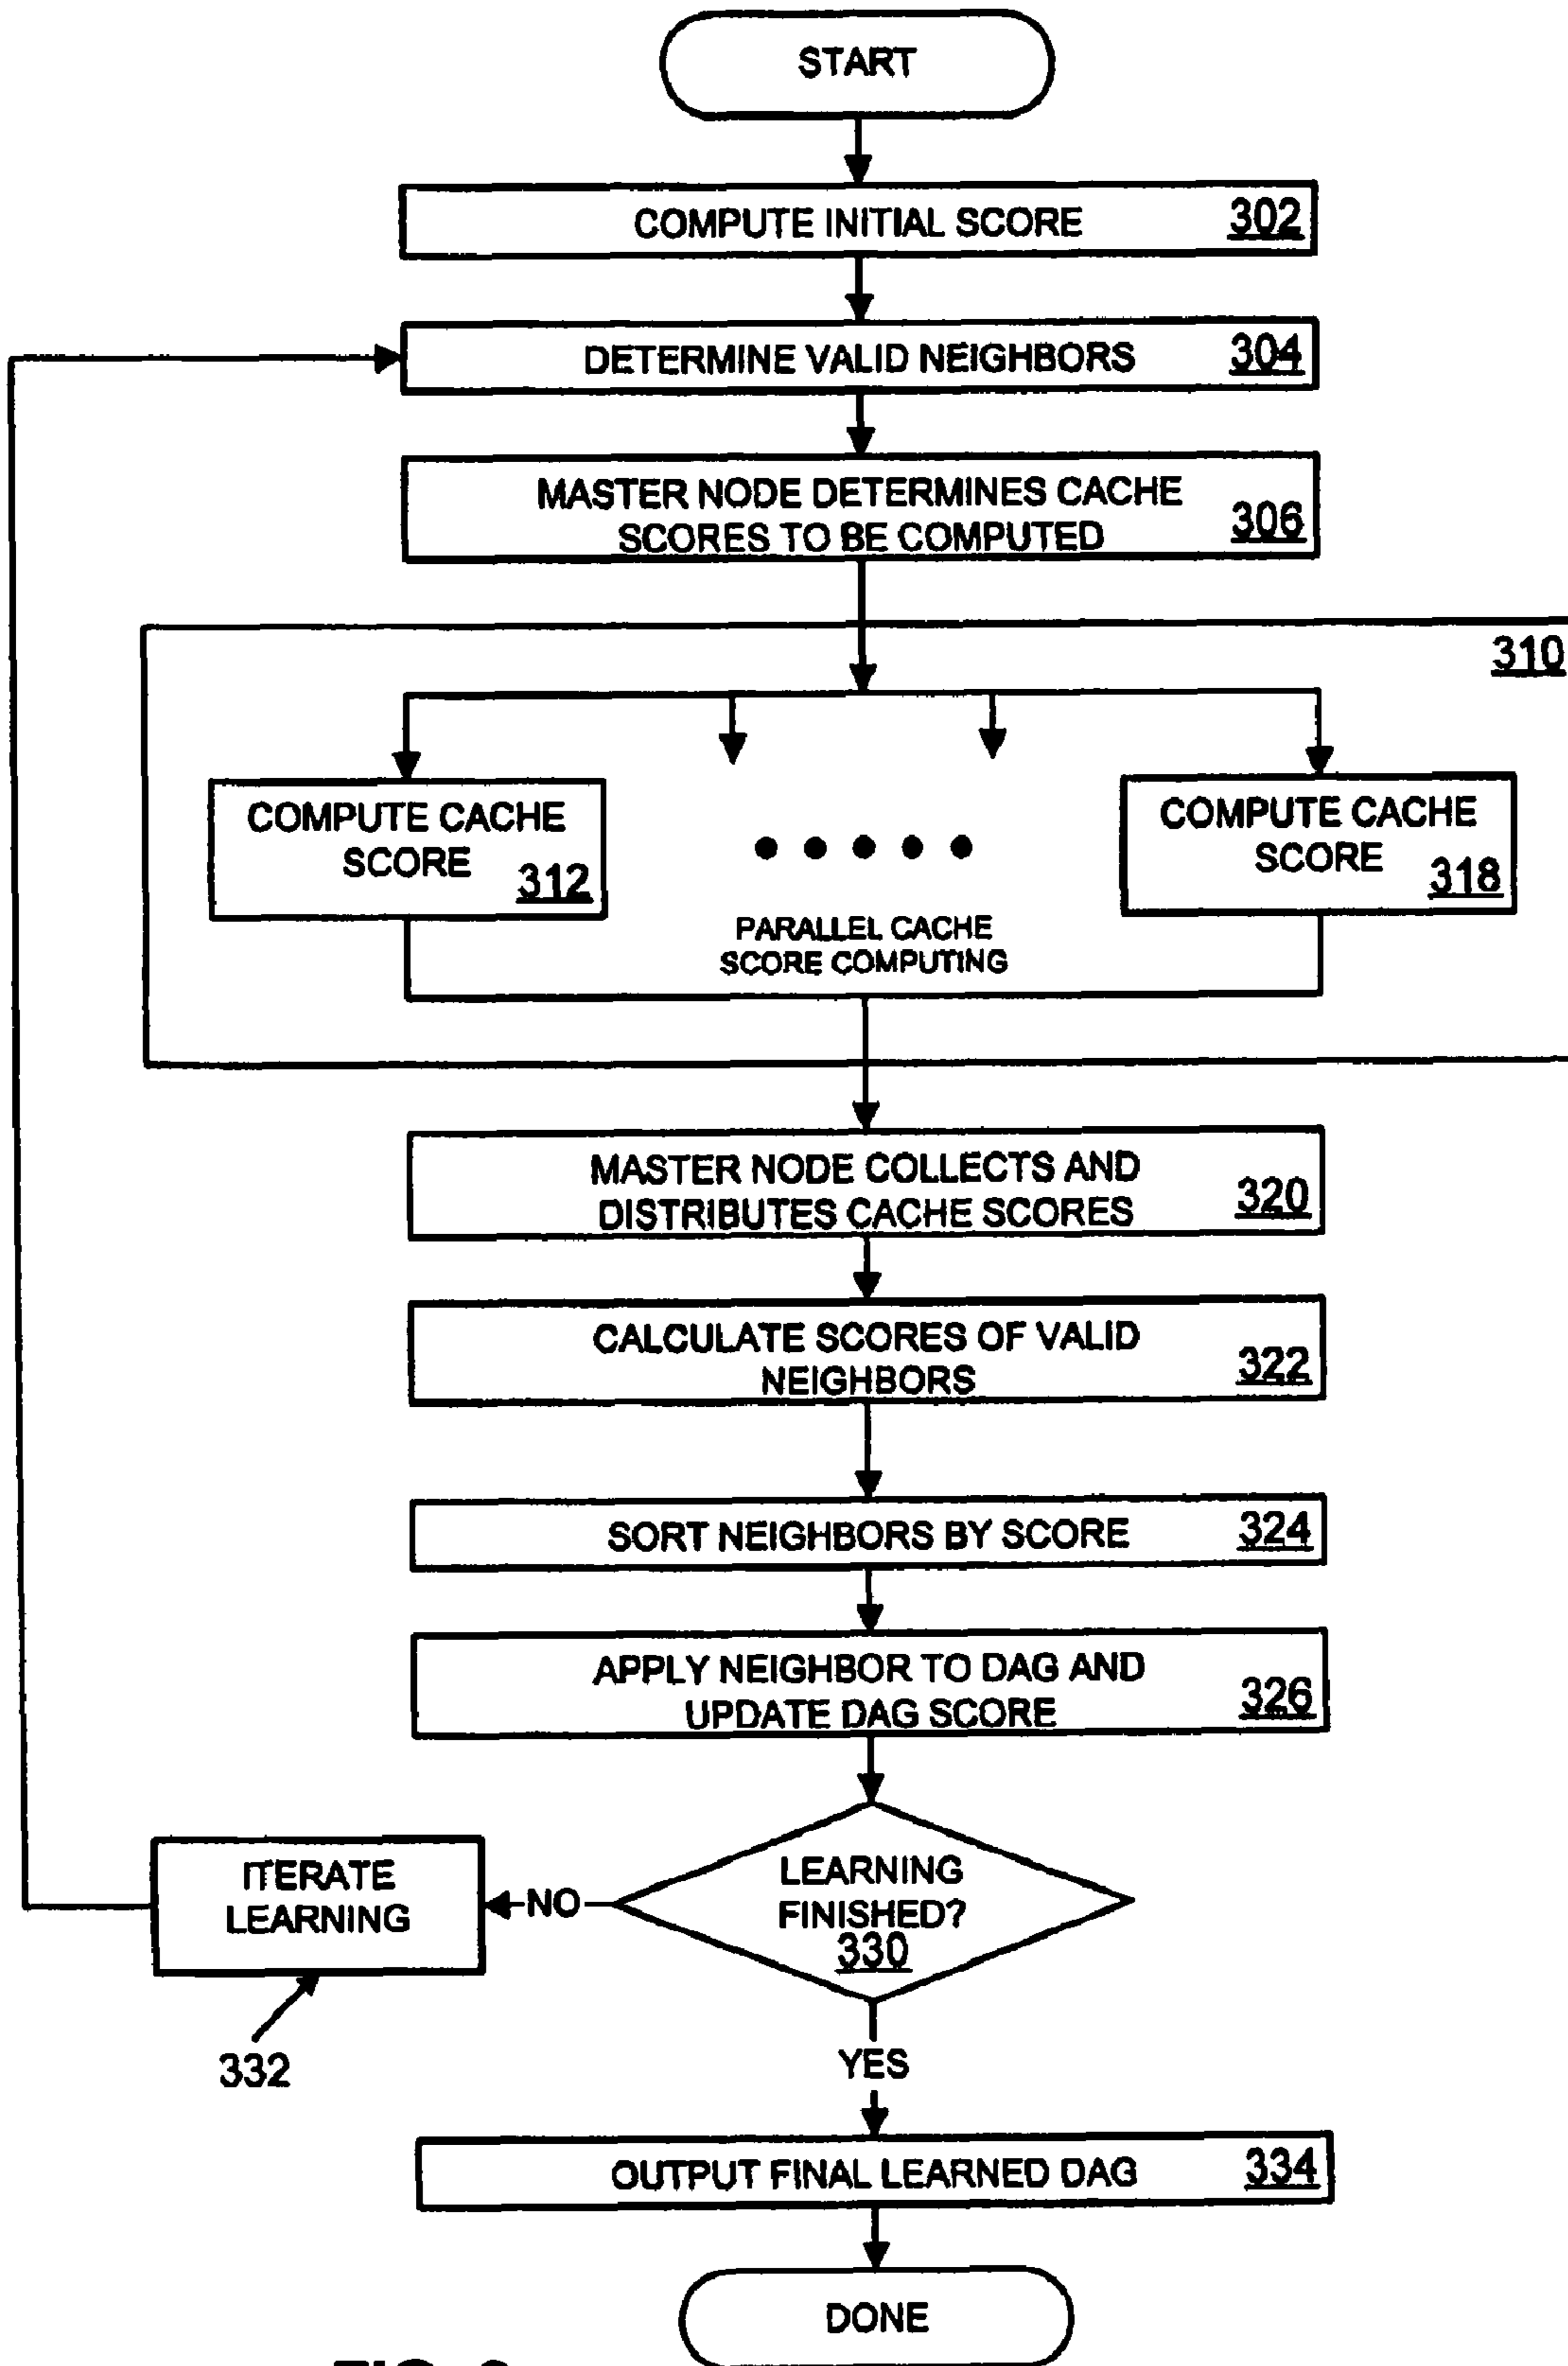 START
COMPUTE INITIAL SCORE 302
DETERMINE VALID NEIGHBORS 304
MASTER NODE DETERMINES CACHE
SCORES TO BE COMPUTED 306
310
COMPUTE CACHE
SCORE 312
COMPUTE CACHE
SCORE 318
PARALLEL CACHE
SCORE COMPUTING
MASTER NODE COLLECTS AND
DISTRIBUTES CACHE SCORES 320
CALCULATE SCORES OF VALID
NEIGHBORS 322
SORT NEIGHBORS BY SCORE 324
APPLY NEIGHBOR TO DAG AND
UPDATE DAG SCORE 326
LEARNING
FINISHED?
330
NO
ITERATE
LEARNING
332
YES
OUTPUT FINAL LEARNED DAG 334
DONE